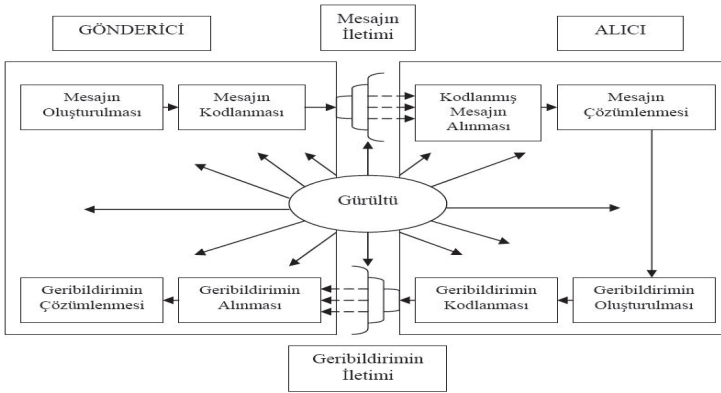 GÖNDERİCİ
Mesajın
İletimi
ALICI
Mesajın
Oluşturulması
Mesajın
Kodlanması
Kodlanmış
Mesajın
Alınması
Mesajın
Çözümlenmesi
Gürültü
Geribildirimin
Çözümlenmesi
Geribildirimin
Alınması
Geribildirimin
Kodlanması
Geribildirimin
Oluşturulması
Geribildirimin
İletimi